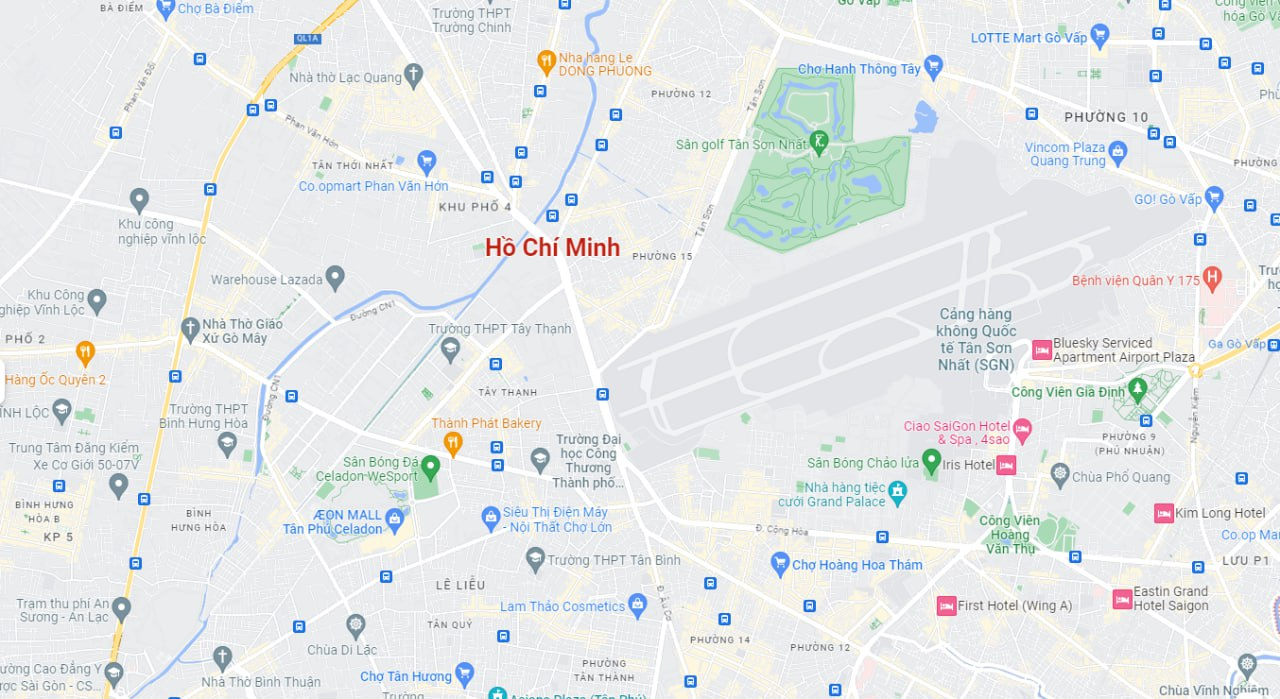 BÀ ĐIỂM
Chợ Bà Điểm
Trường THPT
Trường Chinh
Gò Vấp
Công viên
hóa Gò Vấ
QL1A
LOTTE Mart Gò Vấp
Nhà hàng Le
DONG PHUONG
Nhà thờ Lạc Quang
Chợ Hạnh Thông Tây
Phan Văn Đối
Tân Sơn
PHƯỜNG 12
Phan Văn Hớn
PHƯỜNG 10
Sân golf Tân Sơn Nhất
TÂN THỚI NHẤT
Co.opmart Phan Văn Hớn
Vincom Plaza
Quang Trung
PHƯỜNG
KHU PHỐ 4
GO! Gò Vấp
Khu công
nghiệp vĩnh lộc
Tân Sơn
Hồ Chí Minh
PHƯỜNG 15
Warehouse Lazada
Bệnh viện Quân Y 175
Khu Công
ghiệp Vĩnh Lộc
Đường CN1
Nhà Thờ Giáo
Xứ Gò Mây
Trường THPT Tây Thạnh
Cảng hàng
không Quốc
tế Tân Sơn
Nhất (SGN)
PHỐ 2
Bluesky Serviced
Apartment Airport Plaza
Ga Gò Vấp
Hàng Ốc Quyên 2
TÂY THẠNH
Công Viên Gia Định
Đường CN1
Nguyễn Kiệm
ĨNH LỘC
Trường THPT
Bình Hưng Hòa
Thành Phát Bakery
Ciao SaiGon Hotel
& Spa , 4sao
PHƯỜNG 9
(PHÚ NHUẬN)
Trung Tâm Đăng Kiểm
Xe Cơ Giới 50-07V
Trường Đại
học Công
Thương
Thành phố...
Sân Bóng Đá
Celadon WeSport
Sân Bóng Chảo lửa
Iris Hotel
Chùa Phổ Quang
Nhà hàng tiệc
cưới Grand Palace
BÌNH HƯNG
HÒA B
KP 5
BÌNH
HƯNG HÒA
ÆON MALL
Tân Phú Celadon
Siêu Thị Điện Máy
- Nội Thất Chợ Lớn
Kim Long Hotel
Công Viên
Hoàng
Văn Thụ
Đ. Cộng Hòa
Co.op Mar
LƯU P1
Trường THPT Tân Bình
Chợ Hoàng Hoa Thám
LÊ LIỄU
Trạm thu phí An
Sương - An Lạc
Lam Thảo Cosmetics
Đ. Âu Cơ
First Hotel (Wing A)
Eastin Grand
Hotel Saigon
TÂN QUÝ
Chùa Di Lặc
PHƯỜNG 14
PHƯỜNG 12
PHƯỜNG
TÂN THÀNH
ường Cao Đẳng Y
ợc Sài Gòn - CS...
Nhà Thờ Bình Thuận
Chợ Tân Hương
Trường
Chùa Vĩnh Nghiêm